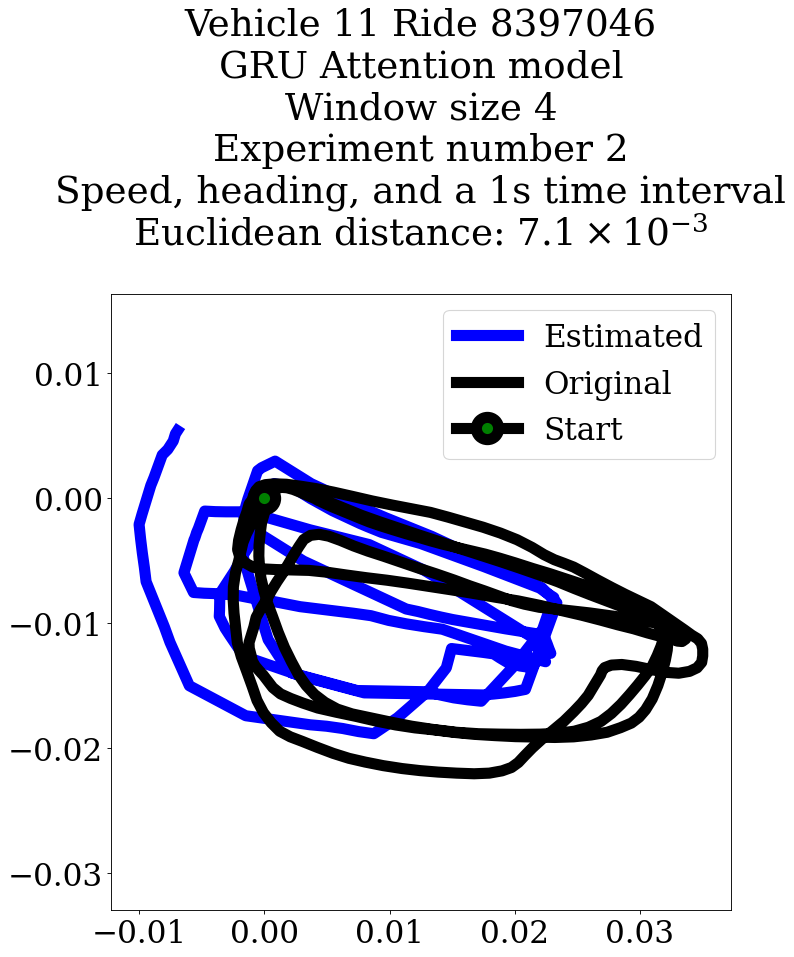 Vehicle 11 Ride 8397046
GRU Attention model
Window size 4
Experiment number 2
Speed, heading, and a 1s time interval
Euclidean distance: 7.1 × 10⁻³
Estimated
Original
Start
0.01
0.00
−0.01
−0.02
−0.03
−0.01 0.00 0.01 0.02 0.03